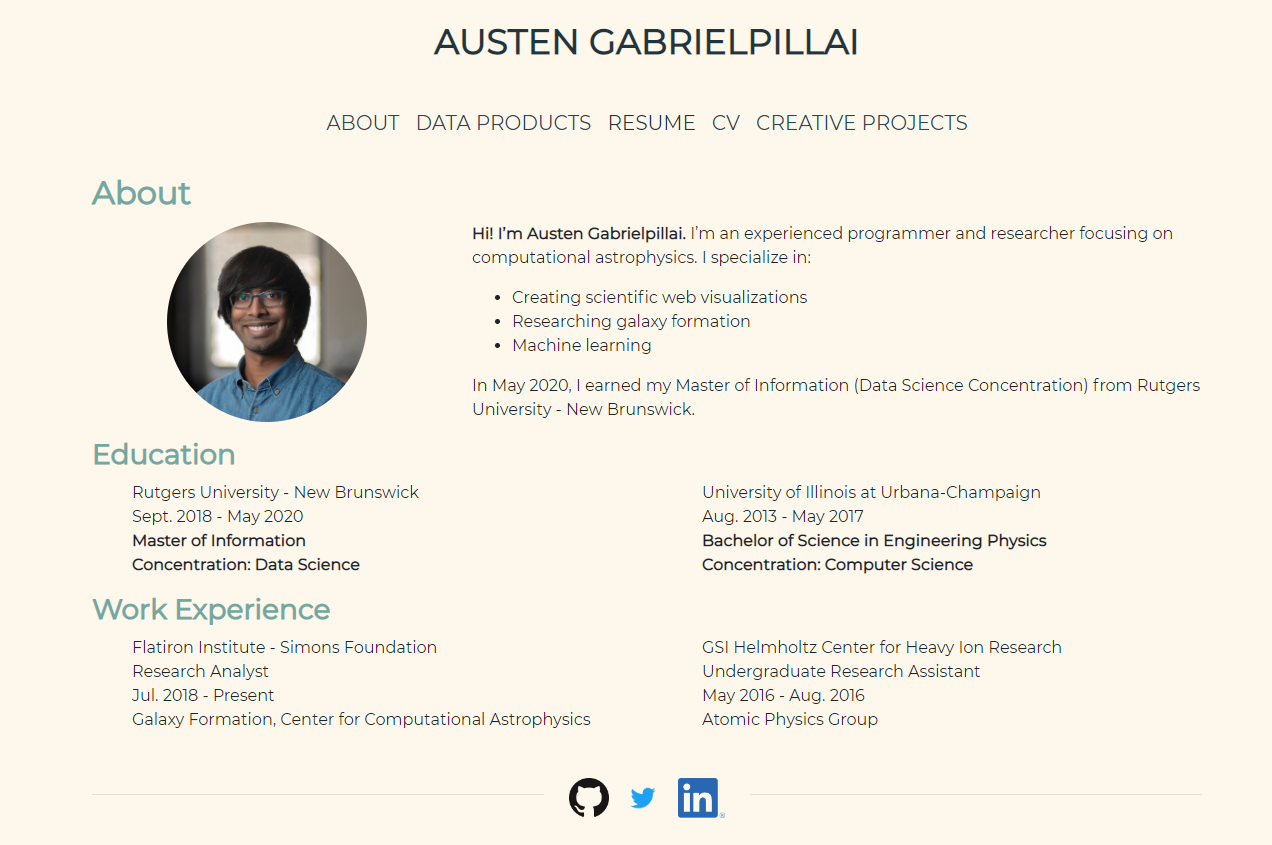 AUSTEN GABRIELPILLAI
ABOUT DATA PRODUCTS RESUME CV CREATIVE PROJECTS
About
Hi! I’m Austen Gabrielpillai. I’m an experienced programmer and researcher focusing on
computational astrophysics. I specialize in:
• Creating scientific web visualizations
• Researching galaxy formation
• Machine learning
In May 2020, I earned my Master of Information (Data Science Concentration) from Rutgers
University - New Brunswick.
Education
Rutgers University - New Brunswick
Sept. 2018 - May 2020
Master of Information
Concentration: Data Science
University of Illinois at Urbana-Champaign
Aug. 2013 - May 2017
Bachelor of Science in Engineering Physics
Concentration: Computer Science
Work Experience
Flatiron Institute - Simons Foundation
Research Analyst
Jul. 2018 - Present
Galaxy Formation, Center for Computational Astrophysics
GSI Helmholtz Center for Heavy Ion Research
Undergraduate Research Assistant
May 2016 - Aug. 2016
Atomic Physics Group
in ®